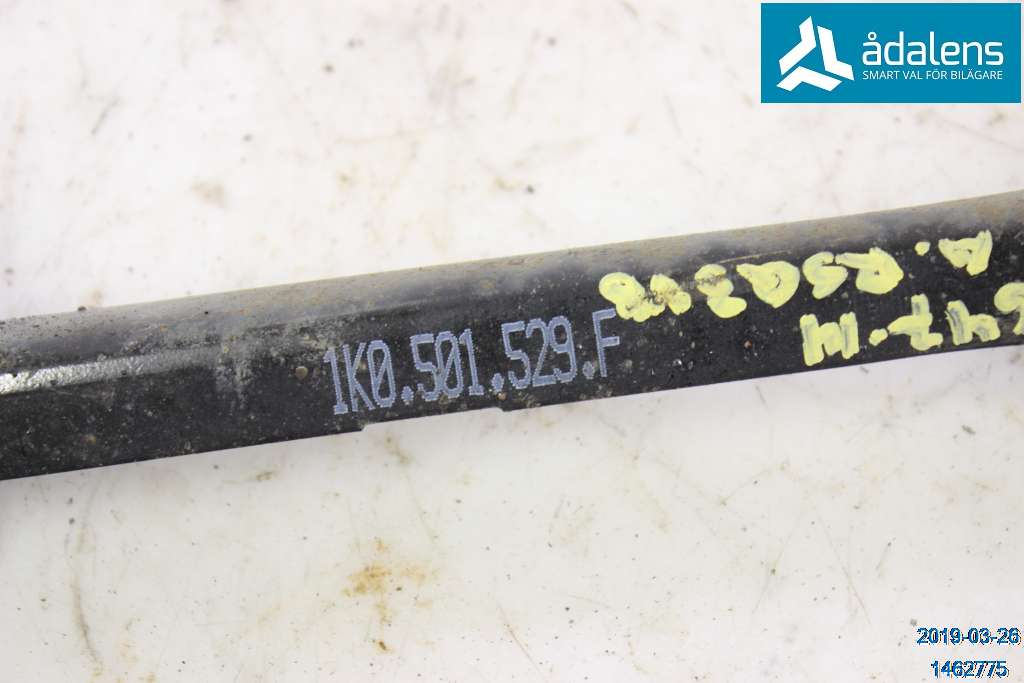 ådalens
SMART VAL FÖR BILÄGARE
1K0.501.529.F
2019-03-26
1462775